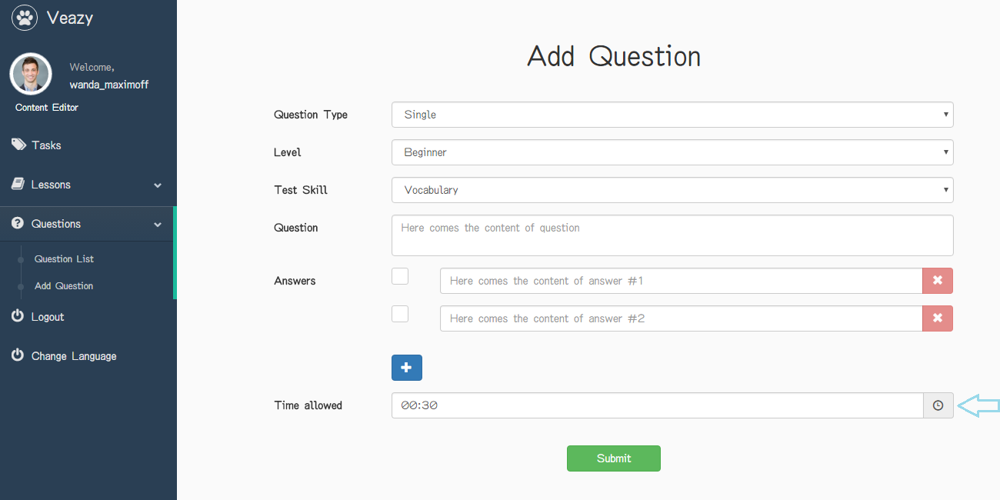 Veazy
Welcome,
wanda_maximoff
Content Editor
Tasks
Lessons
Questions
Question List
Add Question
Logout
Change Language
Add Question
Question Type
Single
Level
Beginner
Test Skill
Vocabulary
Question
Here comes the content of question
Answers
Here comes the content of answer #1
Here comes the content of answer #2
Time allowed
00:30
Submit